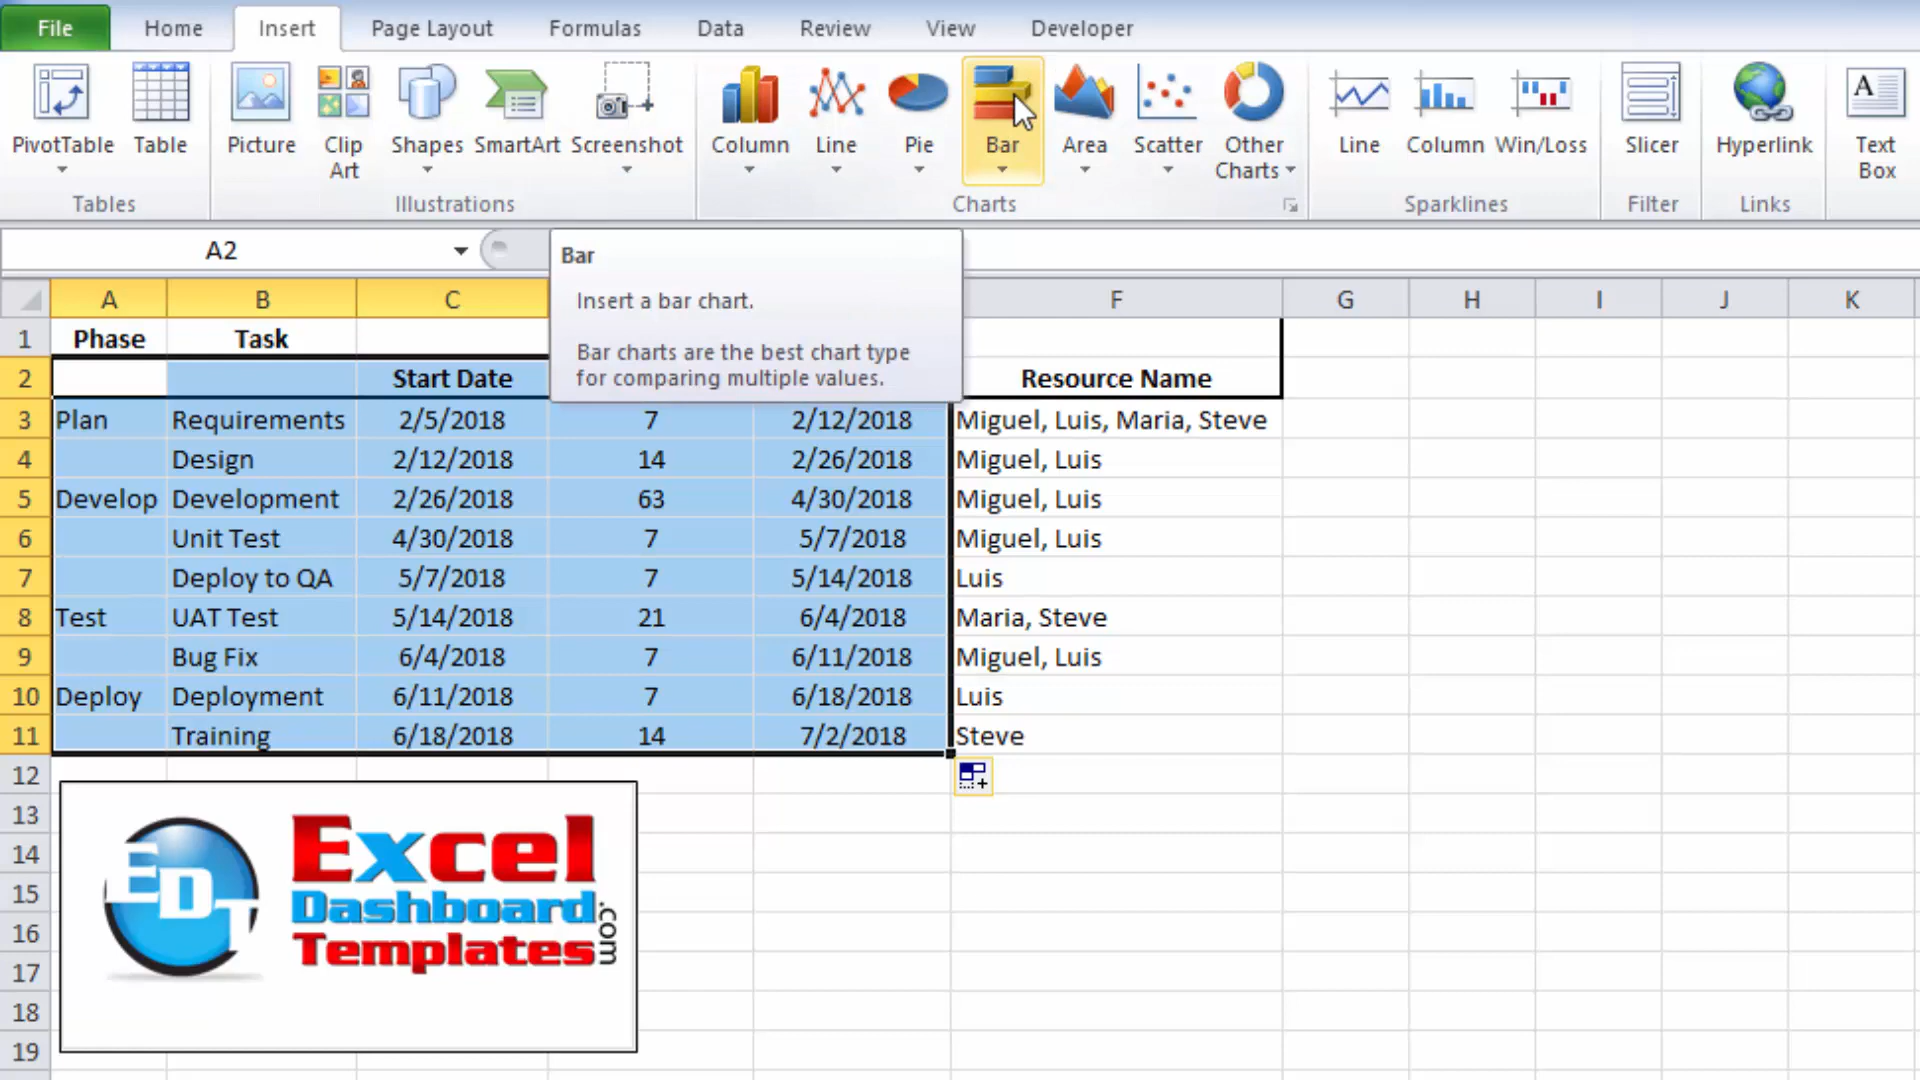 File Home Insert Page Layout Formulas Data Review View Developer
PivotTable Table Picture Clip Art Shapes SmartArt Screenshot Column Line Pie Bar Area Scatter Other Charts Line Column Win/Loss Slicer Hyperlink Text Box
Tables Illustrations Charts Sparklines Filter Links
A2
Bar
Insert a bar chart.
Bar charts are the best chart type
for comparing multiple values.
A B C F G H I J K
1 Phase Task
2 Start Date Resource Name
3 Plan Requirements 2/5/2018 7 2/12/2018 Miguel, Luis, Maria, Steve
4 Design 2/12/2018 14 2/26/2018 Miguel, Luis
5 Develop Development 2/26/2018 63 4/30/2018 Miguel, Luis
6 Unit Test 4/30/2018 7 5/7/2018 Miguel, Luis
7 Deploy to QA 5/7/2018 7 5/14/2018 Luis
8 Test UAT Test 5/14/2018 21 6/4/2018 Maria, Steve
9 Bug Fix 6/4/2018 7 6/11/2018 Miguel, Luis
10 Deploy Deployment 6/11/2018 7 6/18/2018 Luis
11 Training 6/18/2018 14 7/2/2018 Steve
12
13
14
15
16
17
18
19
EDT
Excel
Dashboard
Templates
.com